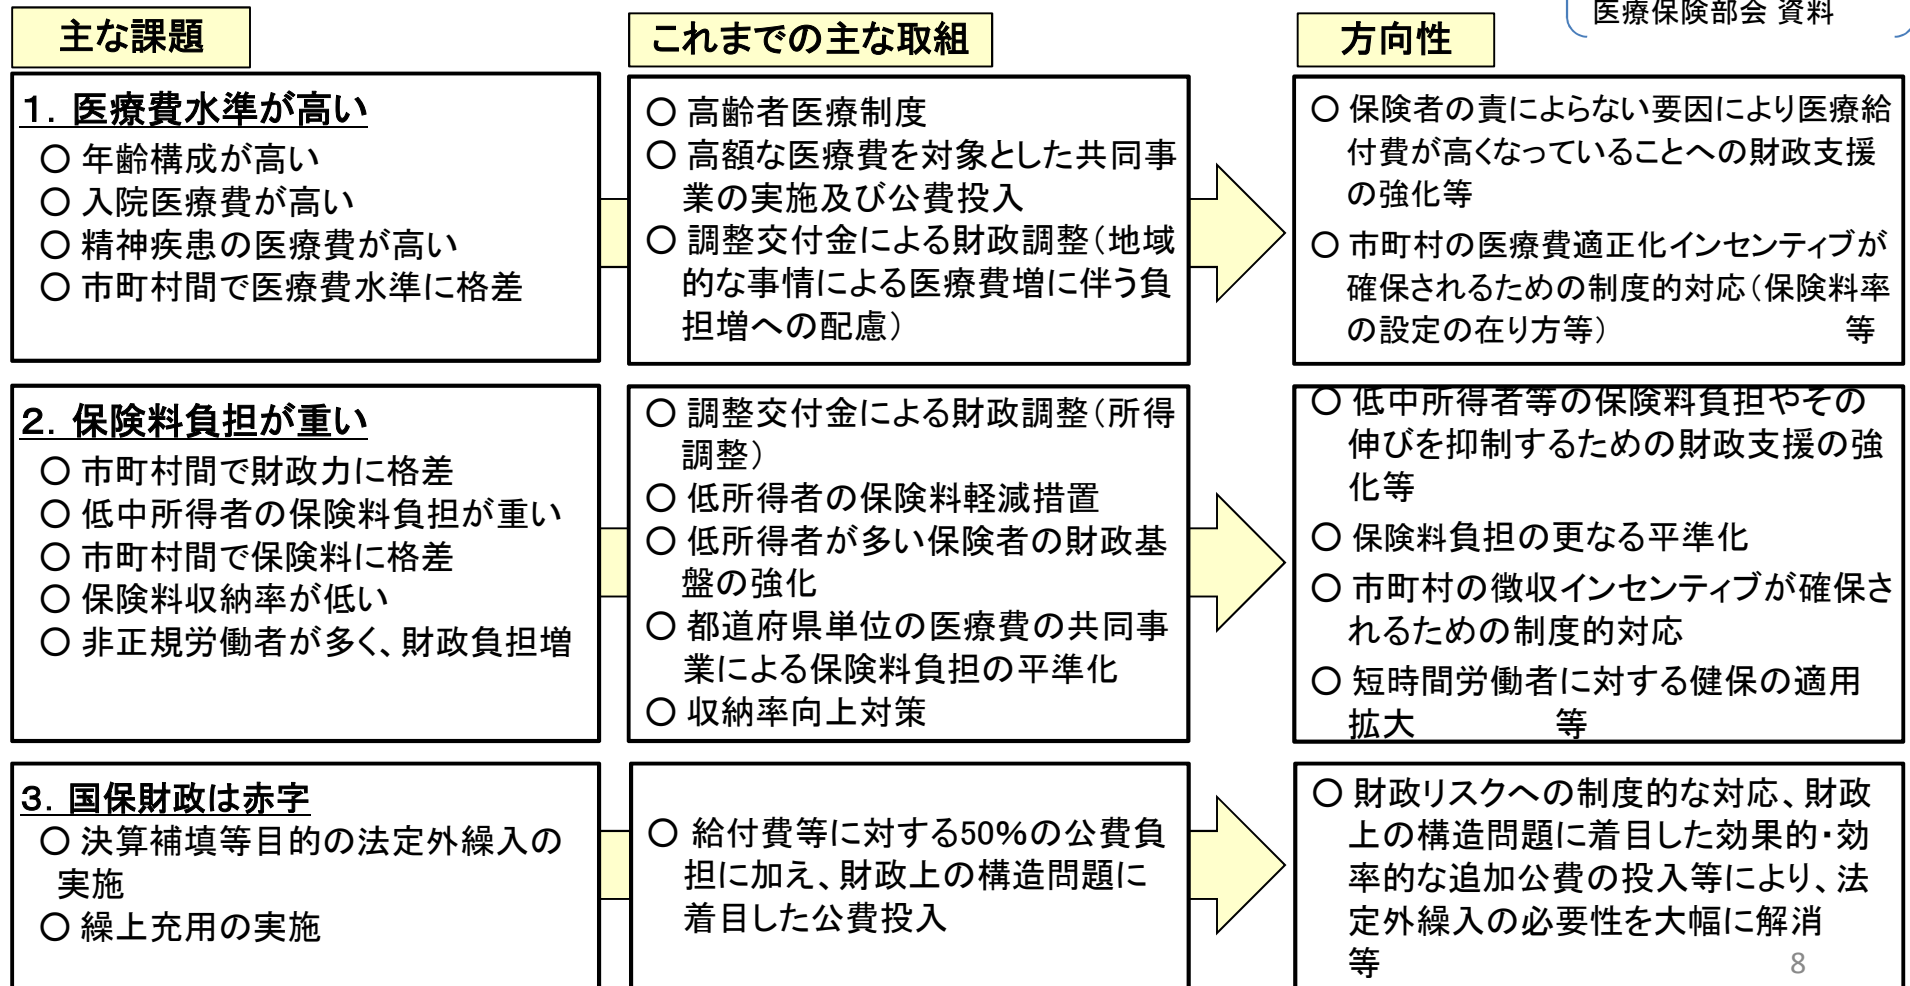 医療保険部会 資料
主な課題
これまでの主な取組
方向性
１．医療費水準が高い
○ 年齢構成が高い
○ 入院医療費が高い
○ 精神疾患の医療費が高い
○ 市町村間で医療費水準に格差
○ 高齢者医療制度
○ 高額な医療費を対象とした共同事
業の実施及び公費投入
○ 調整交付金による財政調整（地域
的な事情による医療費増に伴う負
担増への配慮）
○ 保険者の責によらない要因により医療給
付費が高くなっていることへの財政支援
の強化等
○ 市町村の医療費適正化インセンティブが
確保されるための制度的対応（保険料率
の設定の在り方等） 等
２．保険料負担が重い
○ 市町村間で財政力に格差
○ 低中所得者の保険料負担が重い
○ 市町村間で保険料に格差
○ 保険料収納率が低い
○ 非正規労働者が多く、財政負担増
○ 調整交付金による財政調整（所得
調整）
○ 低所得者の保険料軽減措置
○ 低所得者が多い保険者の財政基
盤の強化
○ 都道府県単位の医療費の共同事
業による保険料負担の平準化
○ 収納率向上対策
○ 低中所得者等の保険料負担やその
伸びを抑制するための財政支援の強
化等
○ 保険料負担の更なる平準化
○ 市町村の徴収インセンティブが確保さ
れるための制度的対応
○ 短時間労働者に対する健保の適用
拡大 等
３．国保財政は赤字
○ 決算補填等目的の法定外繰入の
実施
○ 繰上充用の実施
○ 給付費等に対する50％の公費負
担に加え、財政上の構造問題に
着目した公費投入
○ 財政リスクへの制度的な対応、財政
上の構造問題に着目した効果的・効
率的な追加公費の投入等により、法
定外繰入の必要性を大幅に解消
等
8